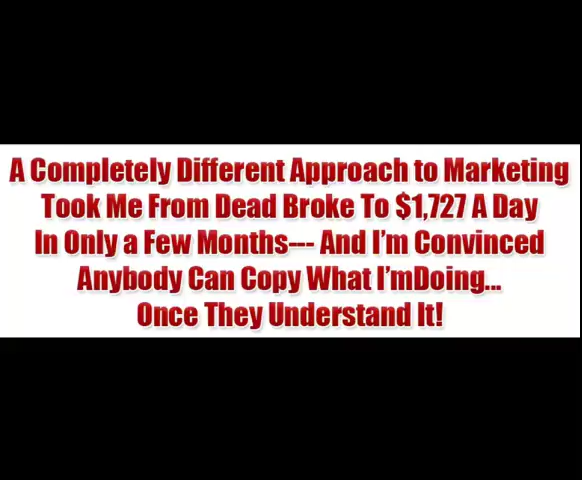 A Completely Different Approach to Marketing
Took Me From Dead Broke To $1,727 A Day
In Only a Few Months--- And I'm Convinced
Anybody Can Copy What I'mDoing...
Once They Understand It!